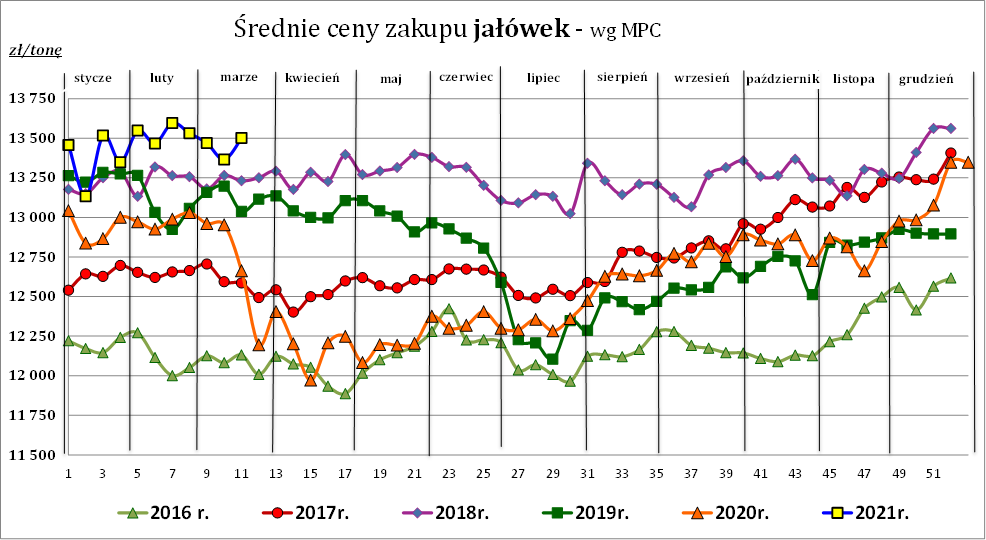 Średnie ceny zakupu jałówek - wg MPC
zł/tonę
stycze luty marze kwiecień maj czerwiec lipiec sierpień wrzesień październik listopa grudzień
13 750
13 500
13 250
13 000
12 750
12 500
12 250
12 000
11 750
11 500
1 3 5 7 9 11 13 15 17 19 21 23 25 27 29 31 33 35 37 39 41 43 45 47 49 51
2016 r. 2017r. 2018r. 2019r. 2020r. 2021r.